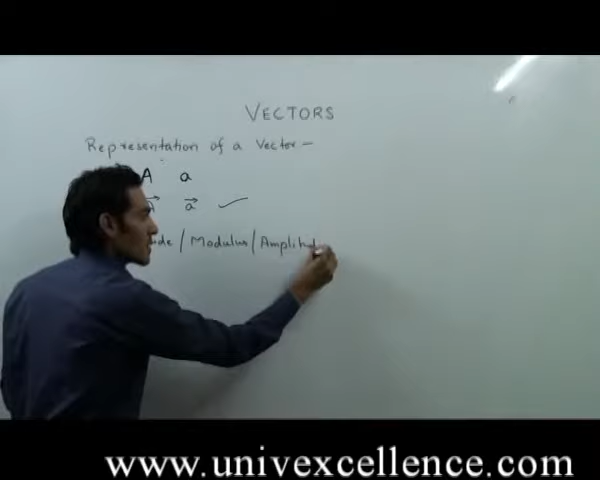 VECTORS
Representation of a Vector -
A a
a
/ Modulus / Amplitud
www.univexcellence.com